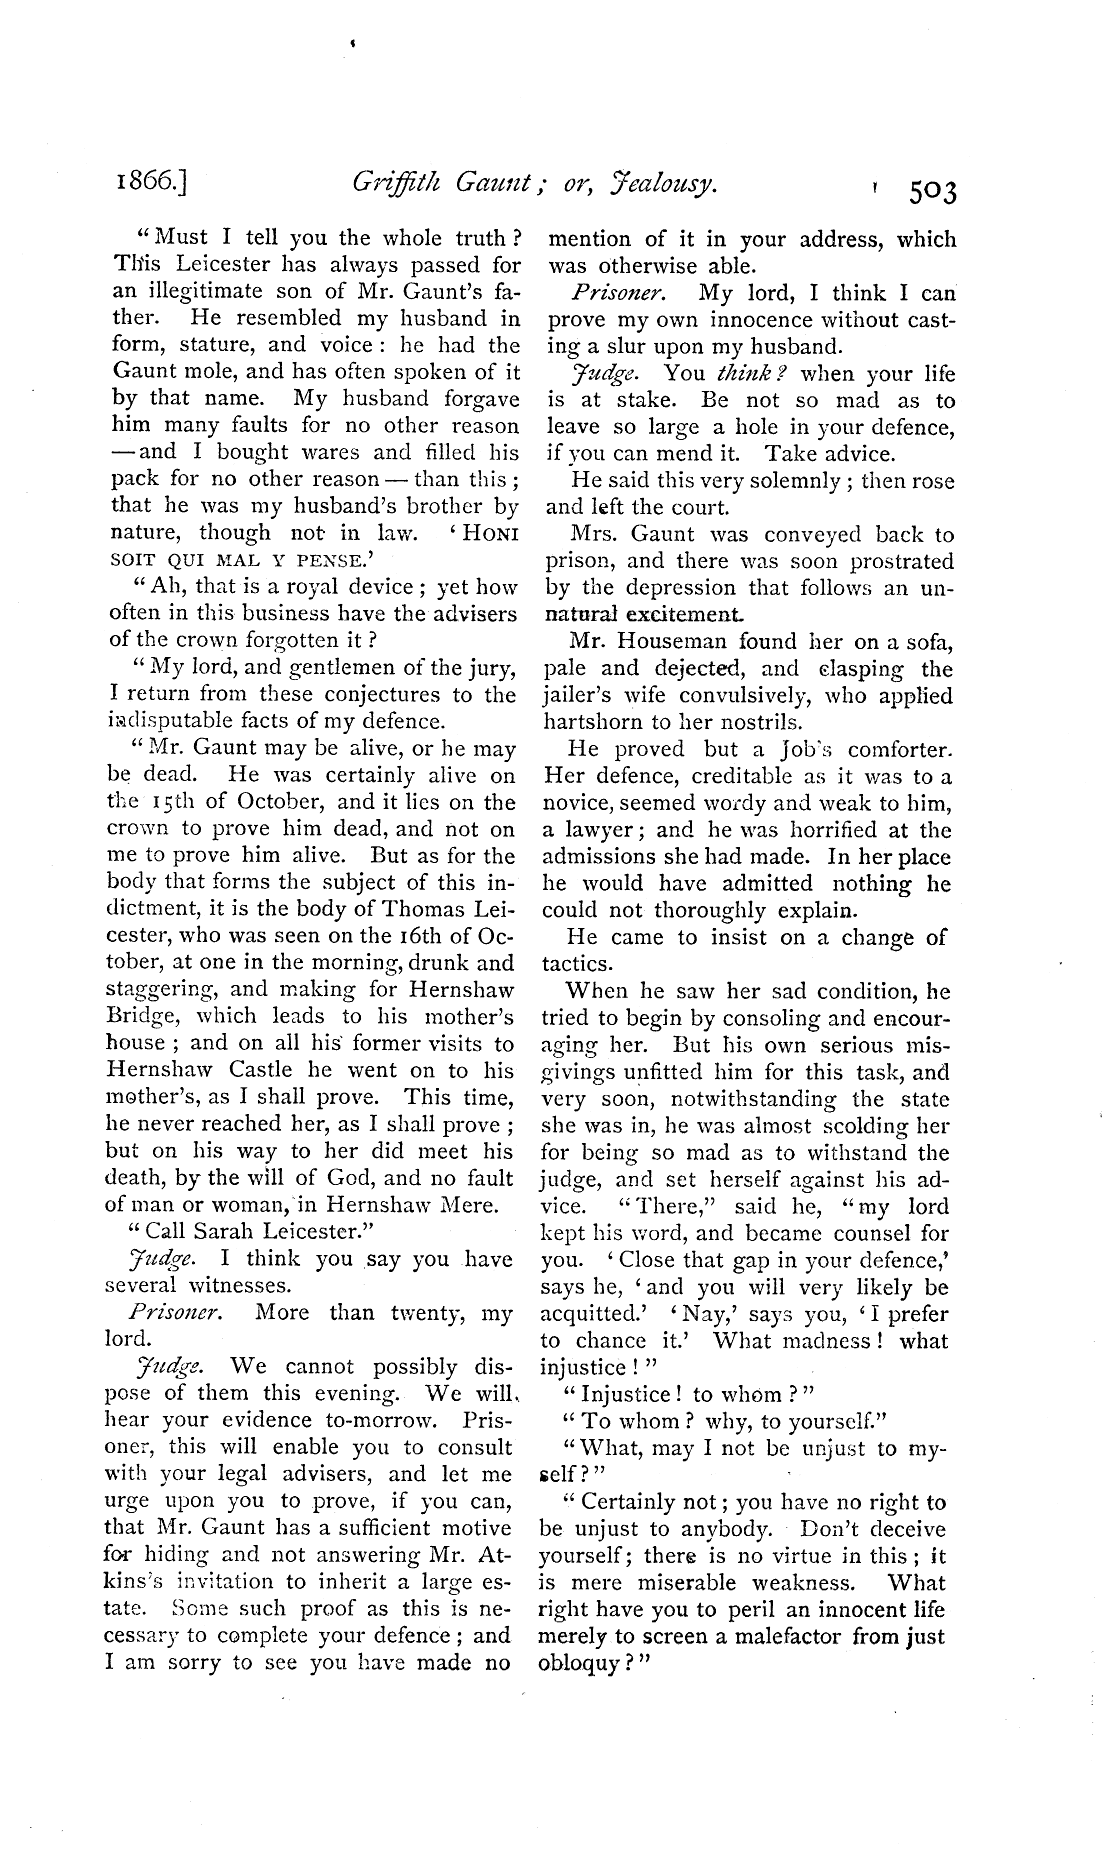 1866.] Griffith Gaunt; or, Jealousy. 503
“Must I tell you the whole truth?
This Leicester has always passed for
an illegitimate son of Mr. Gaunt's fa-
ther. He resembled my husband in
form, stature, and voice: he had the
Gaunt mole, and has often spoken of it
by that name. My husband forgave
him many faults for no other reason
—and I bought wares and filled his
pack for no other reason — than this;
that he was my husband's brother by
nature, though not in law. ‘HONI
SOIT QUI MAL Y PENSE.’
“Ah, that is a royal device; yet how
often in this business have the advisers
of the crown forgotten it?
“My lord, and gentlemen of the jury,
I return from these conjectures to the
indisputable facts of my defence.
“Mr. Gaunt may be alive, or he may
be dead. He was certainly alive on
the 15th of October, and it lies on the
crown to prove him dead, and not on
me to prove him alive. But as for the
body that forms the subject of this in-
dictment, it is the body of Thomas Lei-
cester, who was seen on the 16th of Oc-
tober, at one in the morning, drunk and
staggering, and making for Hernshaw
Bridge, which leads to his mother's
house; and on all his former visits to
Hernshaw Castle he went on to his
mother's, as I shall prove. This time,
he never reached her, as I shall prove;
but on his way to her did meet his
death, by the will of God, and no fault
of man or woman, in Hernshaw Mere.
“Call Sarah Leicester.”
Judge. I think you say you have
several witnesses.
Prisoner. More than twenty, my
lord.
Judge. We cannot possibly dis-
pose of them this evening. We will
hear your evidence to-morrow. Pris-
oner, this will enable you to consult
with your legal advisers, and let me
urge upon you to prove, if you can,
that Mr. Gaunt has a sufficient motive
for hiding and not answering Mr. At-
kins's invitation to inherit a large es-
tate. Some such proof as this is ne-
cessary to complete your defence; and
I am sorry to see you have made no
mention of it in your address, which
was otherwise able.
Prisoner. My lord, I think I can
prove my own innocence without cast-
ing a slur upon my husband.
Judge. You think? when your life
is at stake. Be not so mad as to
leave so large a hole in your defence,
if you can mend it. Take advice.
He said this very solemnly; then rose
and left the court.
Mrs. Gaunt was conveyed back to
prison, and there was soon prostrated
by the depression that follows an un-
natural excitement.
Mr. Houseman found her on a sofa,
pale and dejected, and clasping the
jailer's wife convulsively, who applied
hartshorn to her nostrils.
He proved but a Job's comforter.
Her defence, creditable as it was to a
novice, seemed wordy and weak to him,
a lawyer; and he was horrified at the
admissions she had made. In her place
he would have admitted nothing he
could not thoroughly explain.
He came to insist on a change of
tactics.
When he saw her sad condition, he
tried to begin by consoling and encour-
aging her. But his own serious mis-
givings unfitted him for this task, and
very soon, notwithstanding the state
she was in, he was almost scolding her
for being so mad as to withstand the
judge, and set herself against his ad-
vice. “There,” said he, “my lord
kept his word, and became counsel for
you. ‘Close that gap in your defence,’
says he, ‘and you will very likely be
acquitted.’ ‘Nay,’ says you, ‘I prefer
to chance it.’ What madness! what
injustice!”
“Injustice! to whom?”
“To whom? why, to yourself.”
“What, may I not be unjust to my-
self?”
“Certainly not; you have no right to
be unjust to anybody. Don't deceive
yourself; there is no virtue in this; it
is mere miserable weakness. What
right have you to peril an innocent life
merely to screen a malefactor from just
obloquy?”